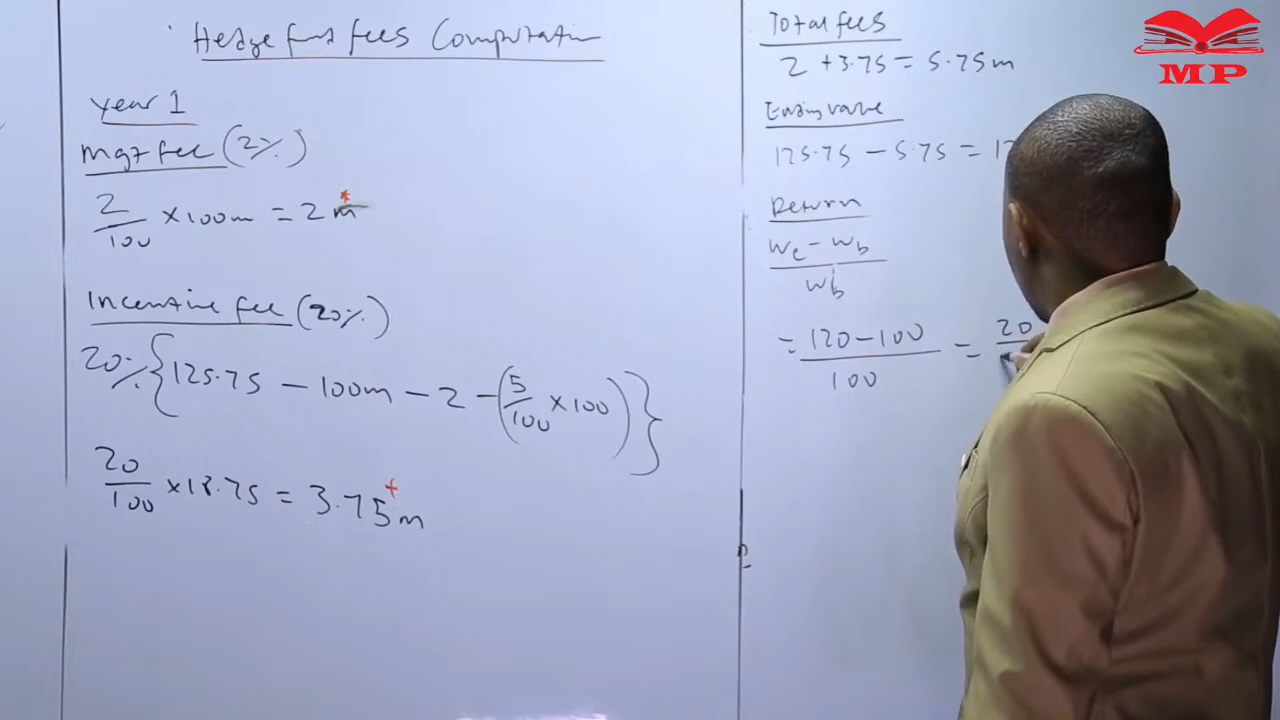 Hedge fund fees Computation
Year 1
Mgt fee (2%)
2/100 × 100m = 2m*
Incentive fee (20%)
20% {125.75 − 100m − 2 − (5/100 × 100)}
20/100 × 18.75 = 3.75m+
Total fees
2 + 3.75 = 5.75m
Ending value
125.75 − 5.75 = 12
Return
We − Wb / Wb
= 120 − 100 / 100 = 20
MP